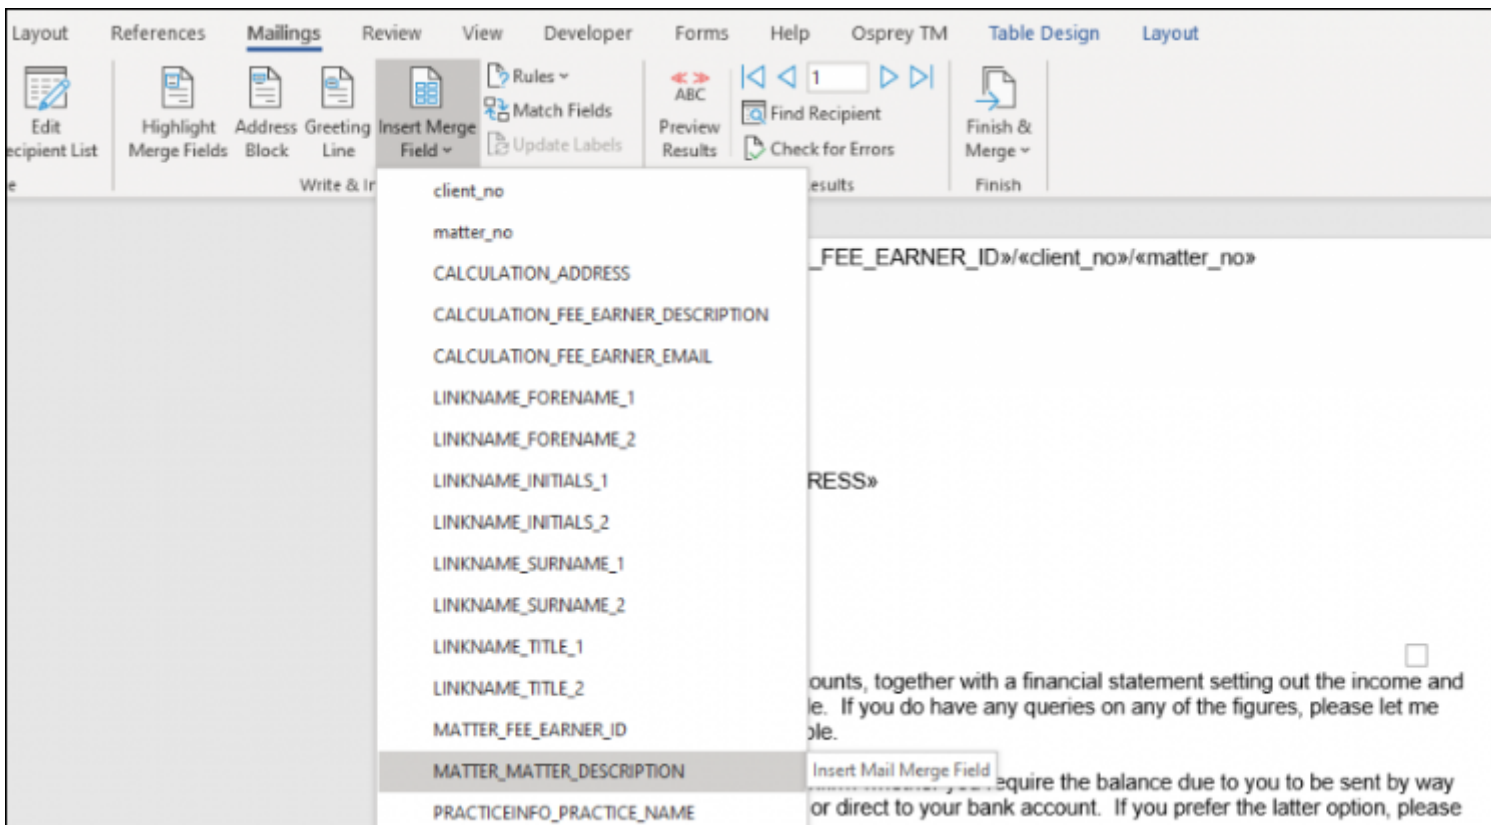 Layout References Mailings Review View Developer Forms Help Osprey TM Table Design Layout
Edit
ecipient List
Highlight
Merge Fields
Address
Block
Greeting
Line
Insert Merge
Field
Rules
Match Fields
Update Labels
ABC
Preview
Results
1
Find Recipient
Check for Errors
Finish &
Merge
e
Write & In
esults
Finish
client_no
matter_no
CALCULATION_ADDRESS
CALCULATION_FEE_EARNER_DESCRIPTION
CALCULATION_FEE_EARNER_EMAIL
LINKNAME_FORENAME_1
LINKNAME_FORENAME_2
LINKNAME_INITIALS_1
LINKNAME_INITIALS_2
LINKNAME_SURNAME_1
LINKNAME_SURNAME_2
LINKNAME_TITLE_1
LINKNAME_TITLE_2
MATTER_FEE_EARNER_ID
MATTER_MATTER_DESCRIPTION
PRACTICEINFO_PRACTICE_NAME
Insert Mail Merge Field
_FEE_EARNER_ID»/«client_no»/«matter_no»
RESS»
ounts, together with a financial statement setting out the income and
le. If you do have any queries on any of the figures, please let me
ble.
equire the balance due to you to be sent by way
or direct to your bank account. If you prefer the latter option, please